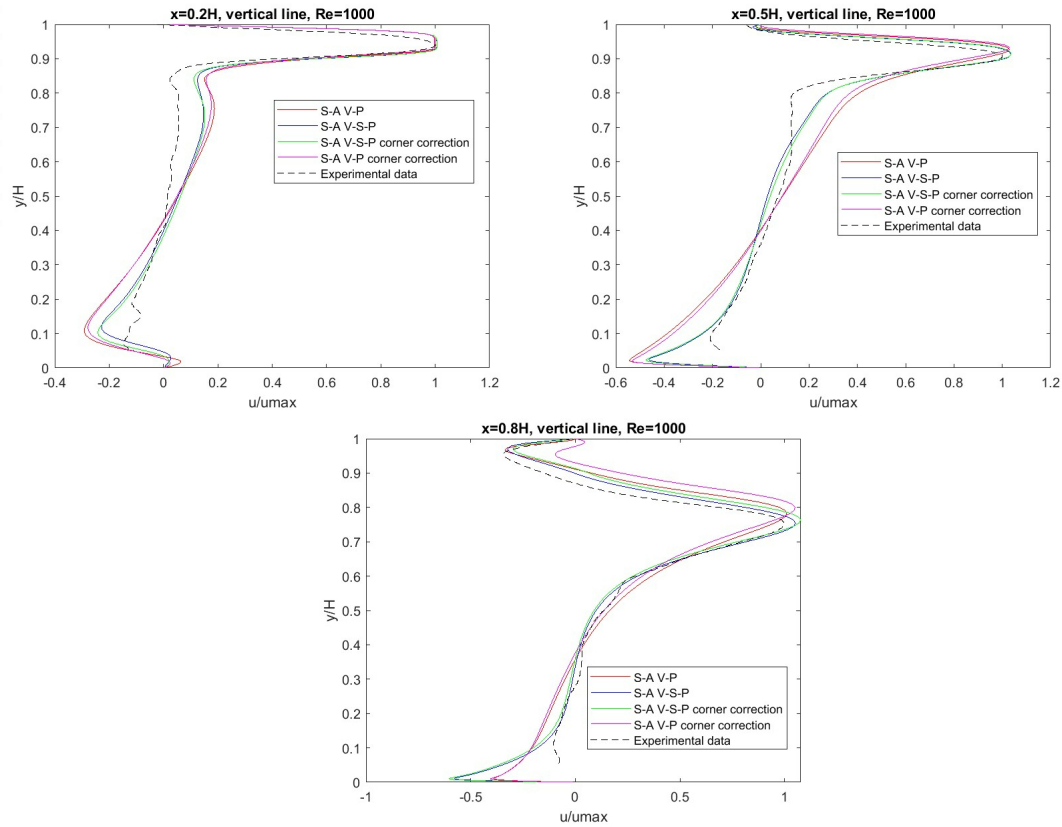 x=0.2H, vertical line, Re=1000
1
0.9
0.8
0.7
0.6
0.5
0.4
0.3
0.2
0.1
0
y/H
S-A V-P
S-A V-S-P
S-A V-S-P corner correction
S-A V-P corner correction
Experimental data
-0.4 -0.2 0 0.2 0.4 0.6 0.8 1 1.2
u/umax
x=0.5H, vertical line, Re=1000
1
0.9
0.8
0.7
0.6
0.5
0.4
0.3
0.2
0.1
0
y/H
S-A V-P
S-A V-S-P
S-A V-S-P corner correction
S-A V-P corner correction
Experimental data
-0.6 -0.4 -0.2 0 0.2 0.4 0.6 0.8 1 1.2
u/umax
x=0.8H, vertical line, Re=1000
1
0.9
0.8
0.7
0.6
0.5
0.4
0.3
0.2
0.1
0
y/H
S-A V-P
S-A V-S-P
S-A V-S-P corner correction
S-A V-P corner correction
Experimental data
-1 -0.5 0 0.5 1
u/umax